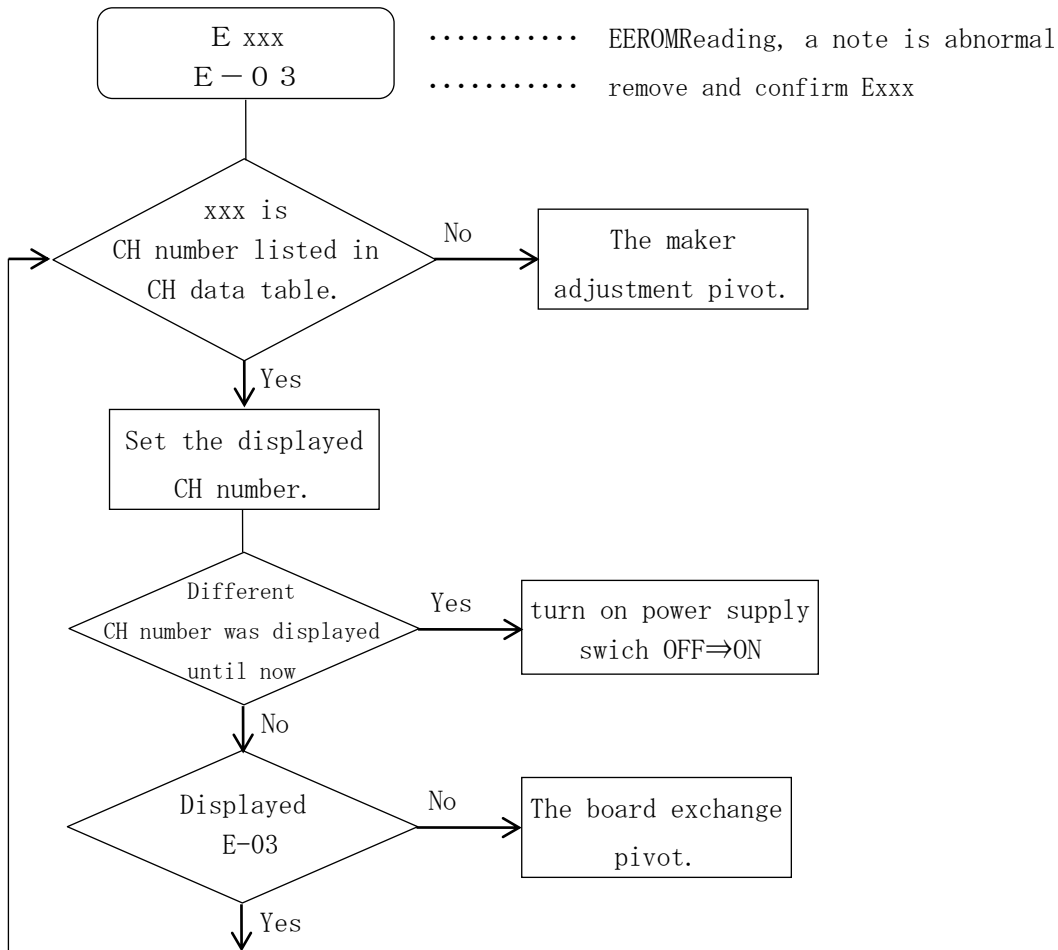 E xxx
E－０３
･･･････････ EEROMReading, a note is abnormal
･･･････････ remove and confirm Exxx
xxx is
CH number listed in
CH data table.
No
The maker
adjustment pivot.
Yes
Set the displayed
CH number.
Different
CH number was displayed
until now
Yes
turn on power supply
swich OFF⇒ON
No
Displayed
E-03
No
The board exchange
pivot.
Yes